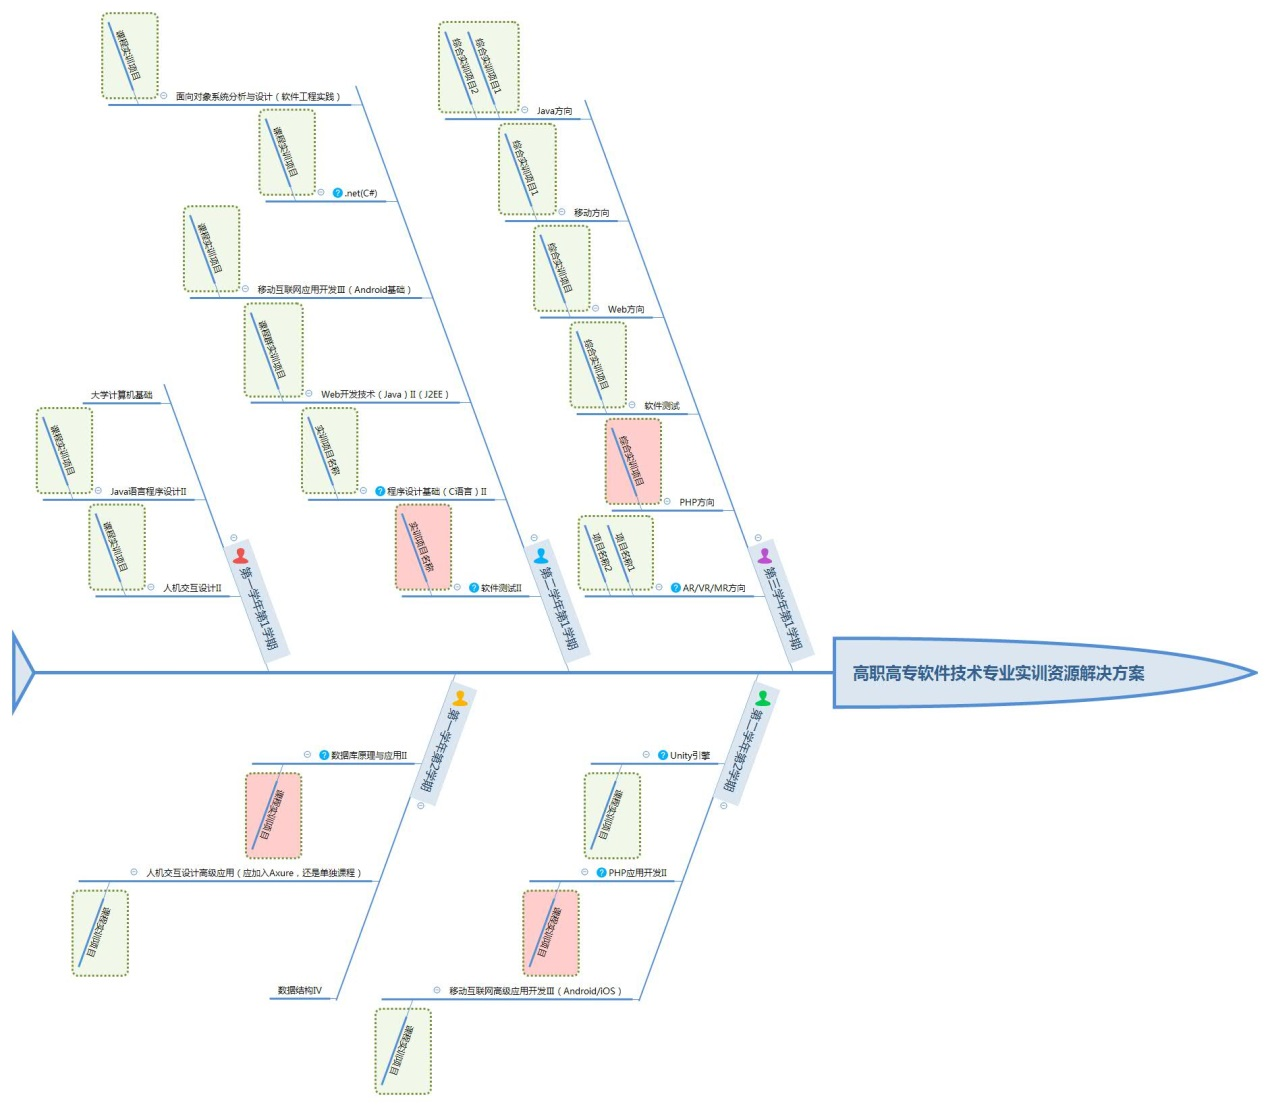 高职高专软件技术专业实训资源解决方案
第一学年第1学期
大学计算机基础
Java语言程序设计II
课程实训项目
人机交互设计II
课程实训项目
第二学年第1学期
面向对象系统分析与设计（软件工程实践）
课程实训项目
.net(C#)
课程实训项目
移动互联网应用开发III（Android基础）
课程实训项目
Web开发技术（Java）II（J2EE）
课程群实训项目
程序设计基础（C语言）II
实训项目名称
软件测试II
实训项目名称
第三学年第1学期
Java方向
综合实训项目1
综合实训项目2
移动方向
综合实训项目1
Web方向
综合实训项目
软件测试
综合实训项目
PHP方向
综合实训项目
AR/VR/MR方向
项目名称1
项目名称2
第一学年第2学期
数据库原理与应用II
课程实训项目
人机交互设计高级应用（应加入Axure，还是单独课程）
课程实训项目
数据结构IV
第二学年第2学期
Unity引擎
课程实训项目
PHP应用开发II
课程实训项目
移动互联网高级应用开发III（Android/iOS）
课程实训项目